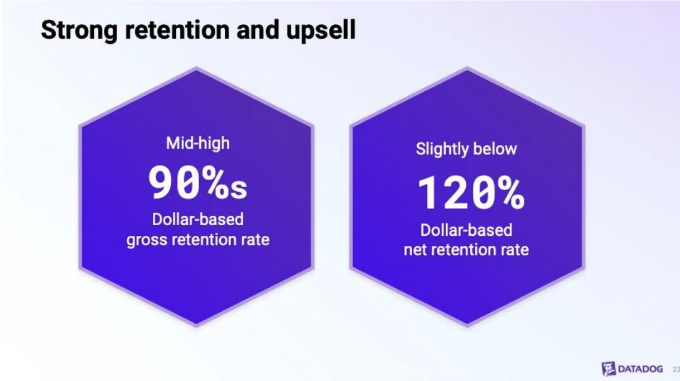 Strong retention and upsell
Mid-high
90%s
Dollar-based
gross retention rate
Slightly below
120%
Dollar-based
net retention rate
DATADOG
23